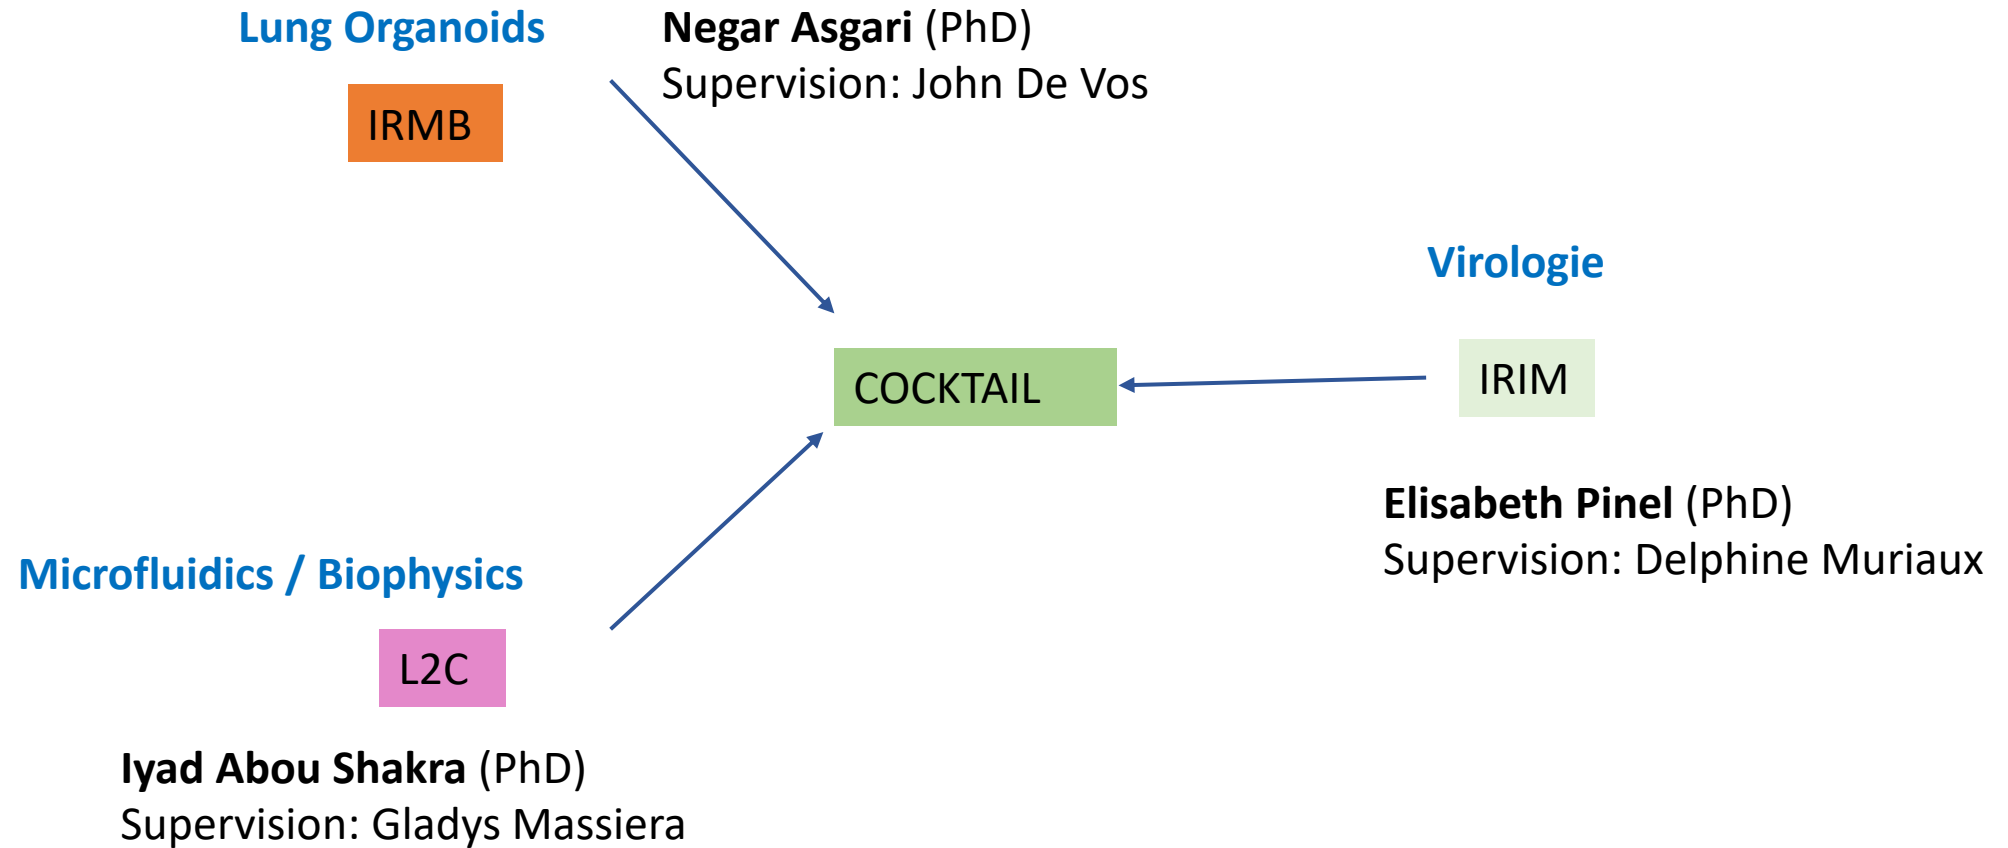 Lung Organoids
IRMB
Negar Asgari (PhD)
Supervision: John De Vos
Virologie
IRIM
COCKTAIL
Elisabeth Pinel (PhD)
Supervision: Delphine Muriaux
Microfluidics / Biophysics
L2C
Iyad Abou Shakra (PhD)
Supervision: Gladys Massiera